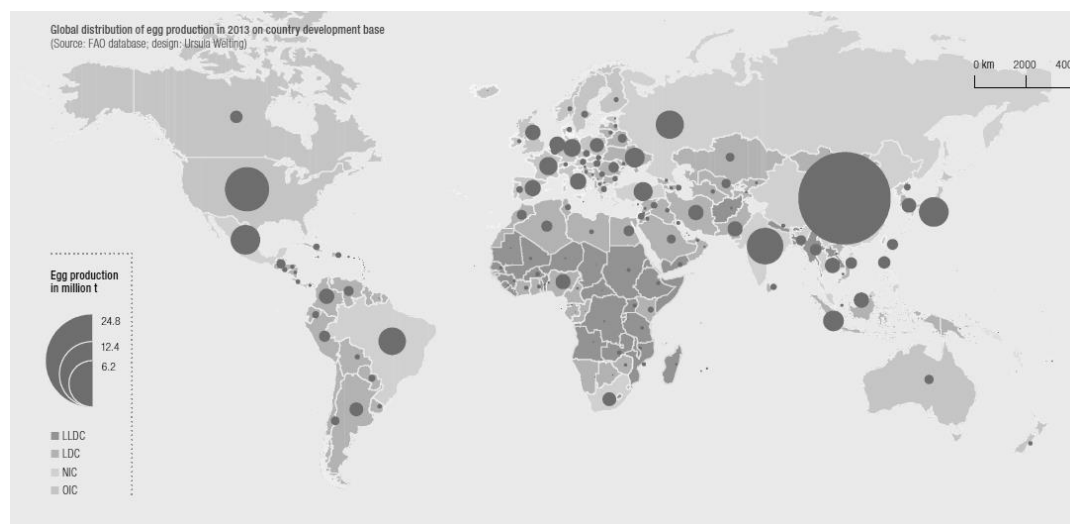 Global distribution of egg production in 2013 on country development base
(Source: FAO database; design: Ursula Welting)
0 km 2000 400
Egg production
in million t
24.8
12.4
6.2
LLDC
LDC
NIC
OIC